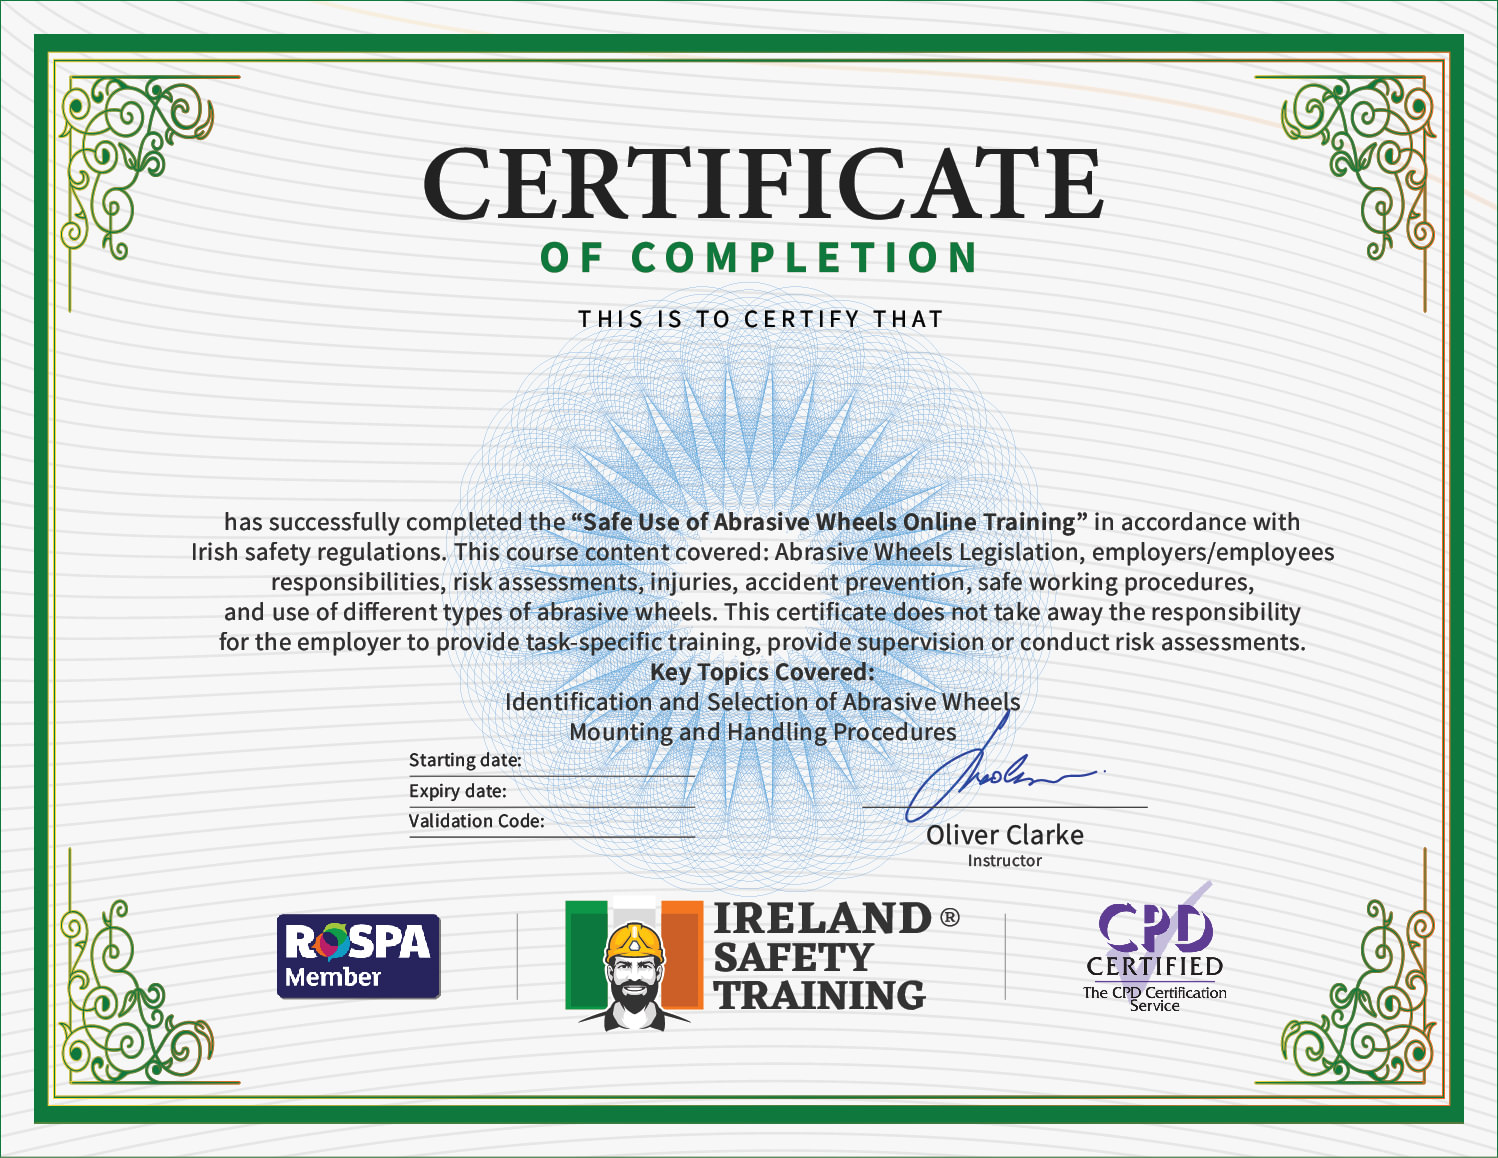 CERTIFICATE
OF COMPLETION
THIS IS TO CERTIFY THAT
has successfully completed the “Safe Use of Abrasive Wheels Online Training” in accordance with
Irish safety regulations. This course content covered: Abrasive Wheels Legislation, employers/employees
responsibilities, risk assessments, injuries, accident prevention, safe working procedures,
and use of different types of abrasive wheels. This certificate does not take away the responsibility
for the employer to provide task-specific training, provide supervision or conduct risk assessments.
Key Topics Covered:
Identification and Selection of Abrasive Wheels
Mounting and Handling Procedures
Starting date:
Expiry date:
Validation Code:
Oliver Clarke
Instructor
RoSPA
Member
IRELAND ®
SAFETY
TRAINING
CPD
CERTIFIED
The CPD Certification
Service